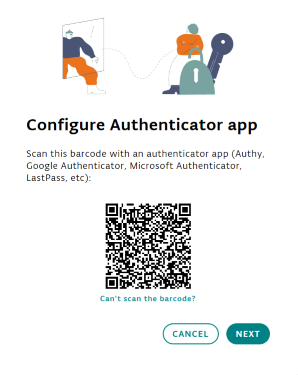 Configure Authenticator app
Scan this barcode with an authenticator app (Authy,
Google Authenticator, Microsoft Authenticator,
LastPass, etc):
Can't scan the barcode?
CANCEL
NEXT